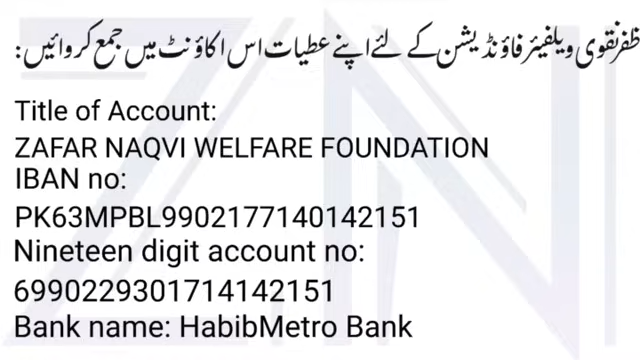 ظفر نقوی ویلفیئر فاؤنڈیشن کے لئے اپنے عطیات اس اکاؤنٹ میں جمع کروائیں:
Title of Account:
ZAFAR NAQVI WELFARE FOUNDATION
IBAN no:
PK63MPBL9902177140142151
Nineteen digit account no:
6990229301714142151
Bank name: HabibMetro Bank